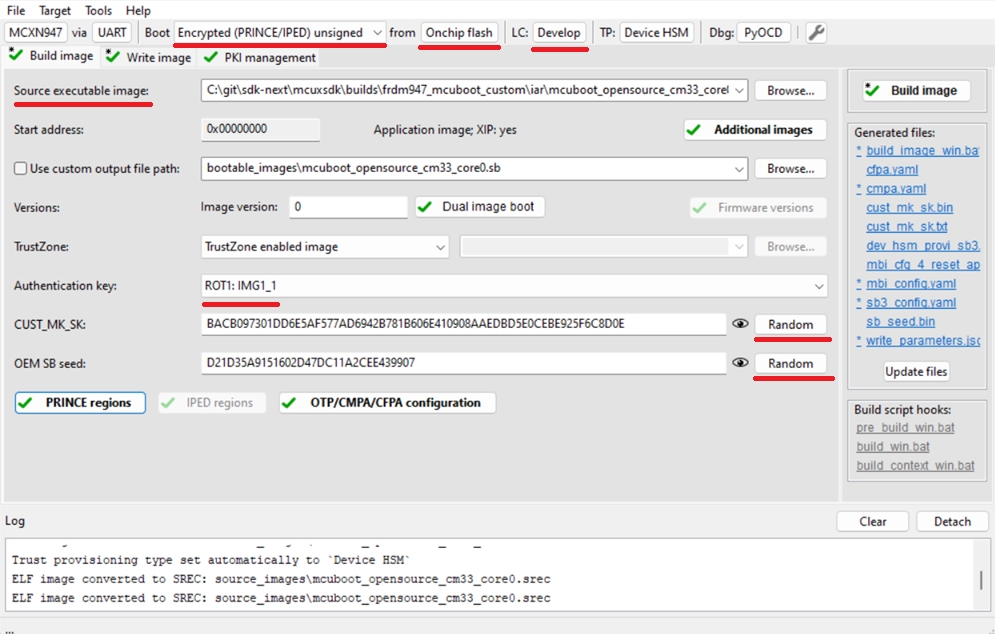 File Target Tools Help
MCXN947 via UART Boot Encrypted (PRINCE/IPED) unsigned from Onchip flash LC: Develop TP: Device HSM Dbg: PyOCD
Build image Write image PKI management
Source executable image: C:\git\sdk-next\mcuxsdk\builds\frdm947_mcuboot_custom\iar\mcuboot_opensource_cm33_core( Browse... Build image
Start address: 0x00000000 Application image; XIP: yes Additional images
Use custom output file path: bootable_images\mcuboot_opensource_cm33_core0.sb Browse...
Versions: Image version: 0 Dual image boot Firmware versions
TrustZone: TrustZone enabled image Browse...
Authentication key: ROT1: IMG1_1
CUST_MK_SK: BACB097301DD6E5AF577AD6942B781B606E410908AAEDBD5E0CEBE925F6C8D0E Random
OEM SB seed: D21D35A9151602D47DC11A2CEE439907 Random
PRINCE regions IPED regions OTP/CMPA/CFPA configuration
Generated files:
* build_image_win.ba
cfpa.yaml
* cmpa.yaml
cust_mk_sk.bin
cust_mk_sk.txt
dev_hsm_provi_sb3.
mbi_cfg_4_reset_ap
* mbi_config.yaml
* sb3_config.yaml
sb_seed.bin
* write_parameters.jsc
Update files
Build script hooks:
pre_build_win.bat
build_win.bat
build_context_win.bat
Log Clear Detach
Trust provisioning type set automatically to `Device HSM`
ELF image converted to SREC: source_images\mcuboot_opensource_cm33_core0.srec
ELF image converted to SREC: source_images\mcuboot_opensource_cm33_core0.srec
...